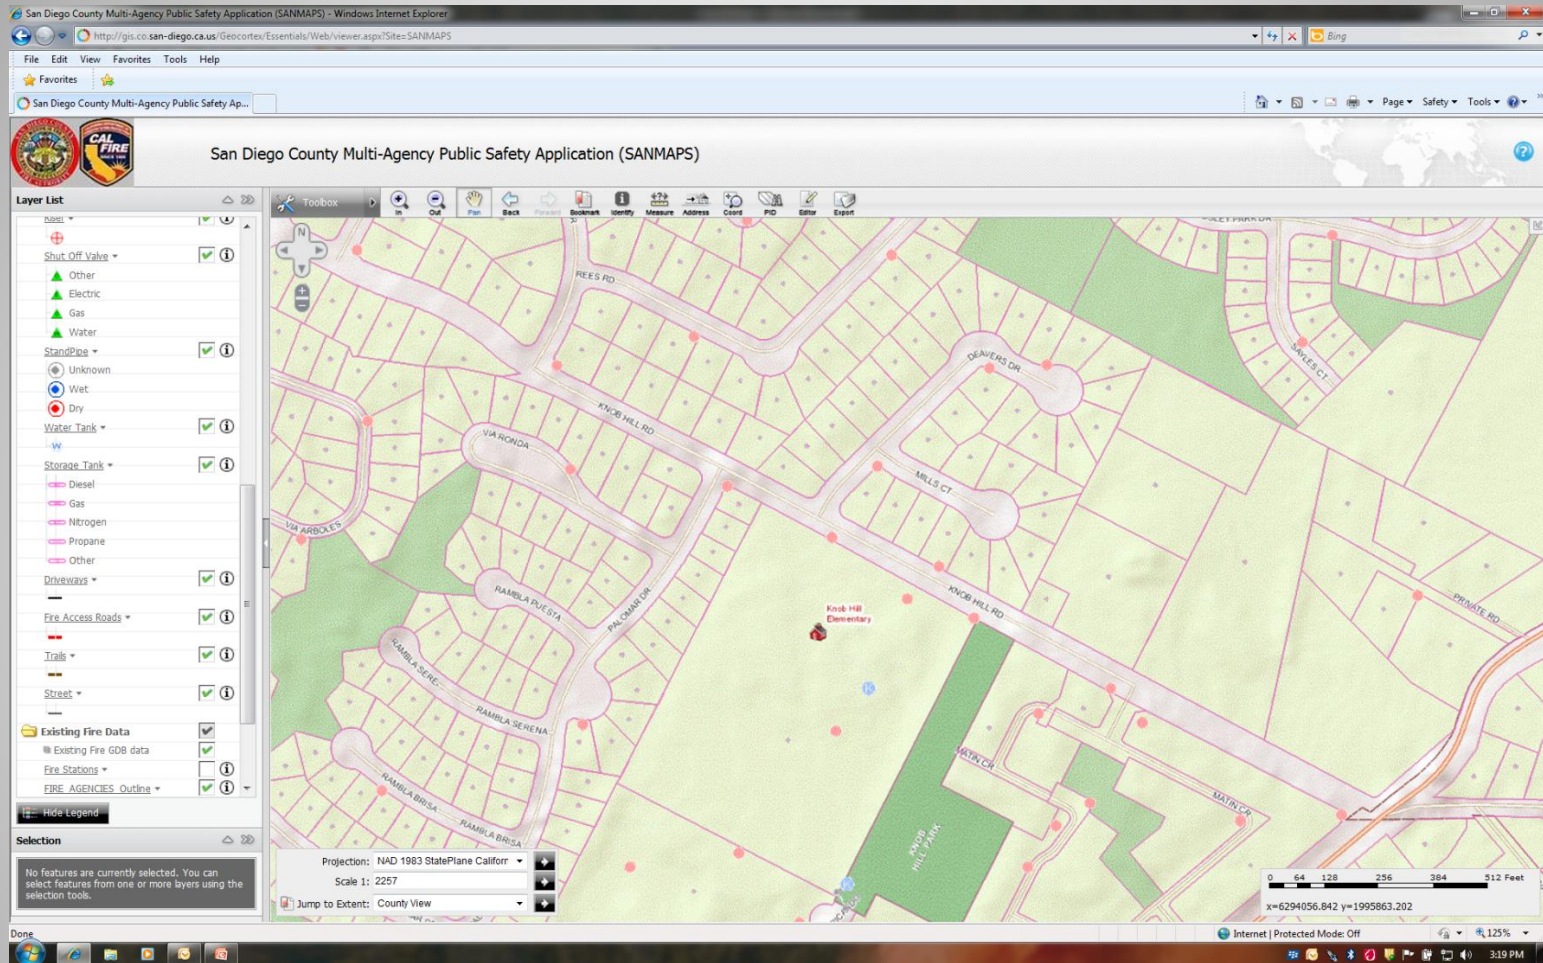 San Diego County Multi-Agency Public Safety Application (SANMAPS) - Windows Internet Explorer
http://gis.co.san-diego.ca.us/Geocortex/Essentials/Web/viewer.aspx?Site=SANMAPS
Bing
File Edit View Favorites Tools Help
Favorites
San Diego County Multi-Agency Public Safety Ap...
Page Safety Tools
CAL FIRE
San Diego County Multi-Agency Public Safety Application (SANMAPS)
Layer List
Toolbox
In Out Pan Back Forward Bookmark Identify Measure Address Coord PID Editor Export
Riser
Shut Off Valve
Other
Electric
Gas
Water
StandPipe
Unknown
Wet
Dry
Water Tank
W
Storage Tank
Diesel
Gas
Nitrogen
Propane
Other
Driveways
Fire Access Roads
Trails
Street
Existing Fire Data
Existing Fire GDB data
Fire Stations
FIRE_AGENCIES_Outline
Hide Legend
Selection
No features are currently selected. You can
select features from one or more layers using the
selection tools.
N
REES RD
DEAVERS DR
SAYLES CT
KNOB HILL RD
VIA RONDA
MILLS CT
VIA ARBOLES
RAMBLA PUESTA
PALOMAR DR
KNOB HILL RD
PRIVATE RD
Knob Hill
Elementary
K
RAMBLA SERE
RAMBLA SERENA
MATIN CR
MATIN CR
RAMBLA BRISA
RAMBLA BRISA
KNOB
HILL PARK
K
Projection: NAD 1983 StatePlane Californ
Scale 1: 2257
Jump to Extent: County View
0 64 128 256 384 512 Feet
x=6294056.842 y=1995863.202
Done
Internet | Protected Mode: Off
125%
3:19 PM